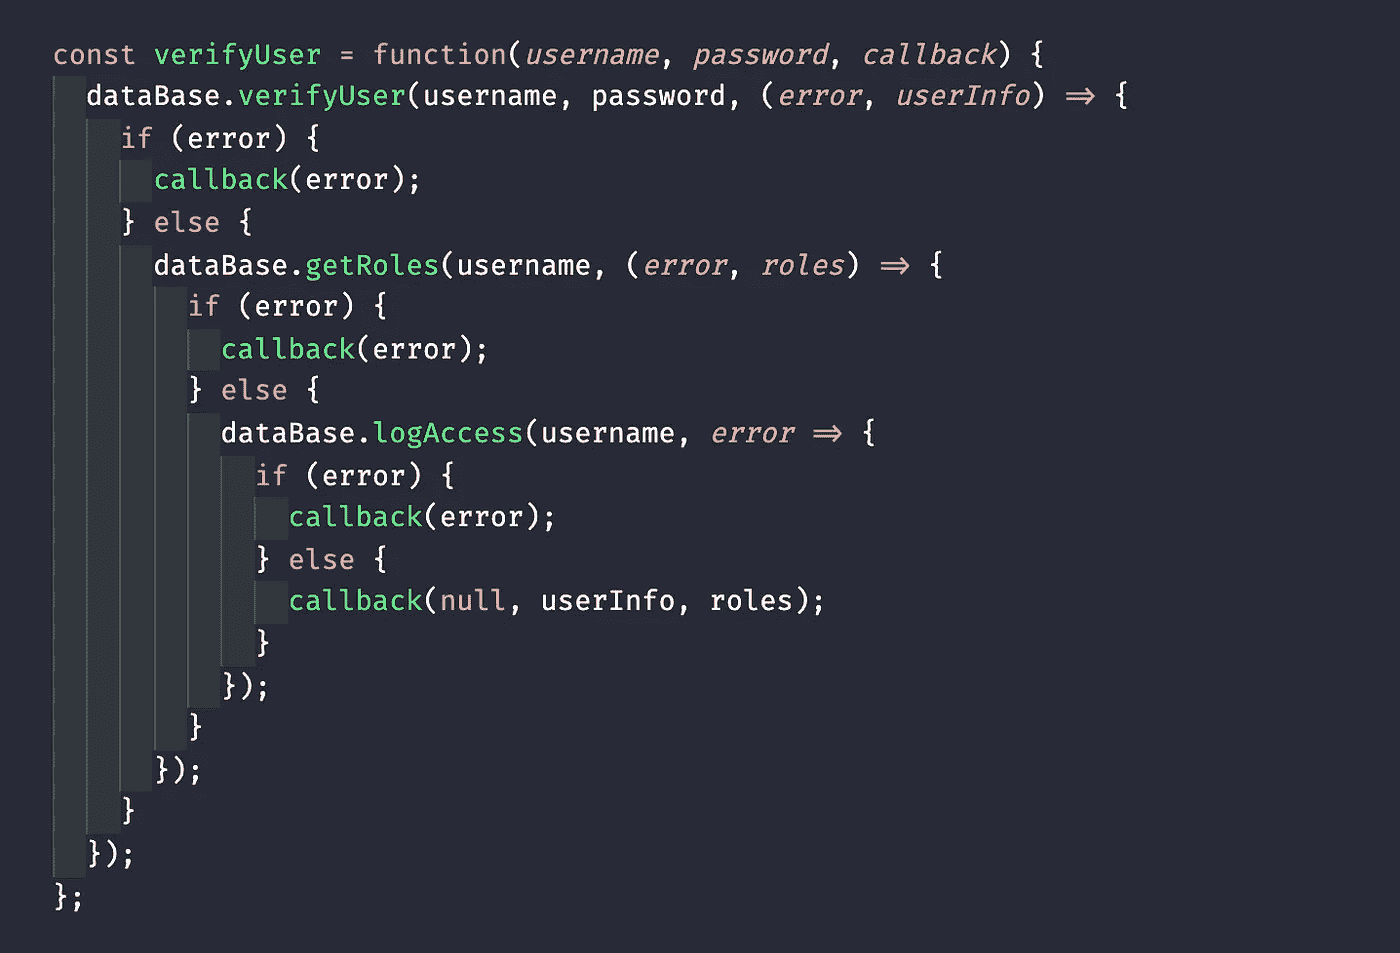 const verifyUser = function(username, password, callback) {
  dataBase.verifyUser(username, password, (error, userInfo) => {
    if (error) {
      callback(error);
    } else {
      dataBase.getRoles(username, (error, roles) => {
        if (error) {
          callback(error);
        } else {
          dataBase.logAccess(username, error => {
            if (error) {
              callback(error);
            } else {
              callback(null, userInfo, roles);
            }
          });
        }
      });
    }
  });
};